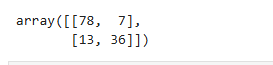 array([[78,  7],
       [13, 36]])